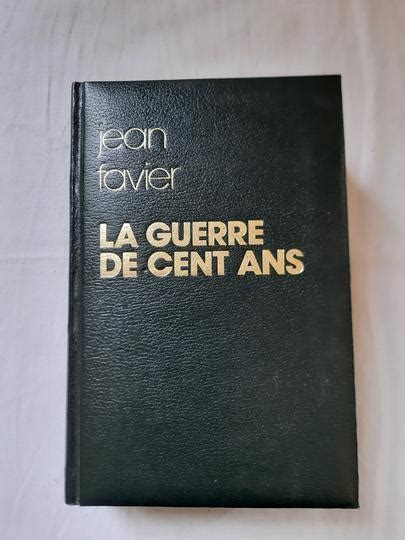 jean
favier
LA GUERRE
DE CENT ANS